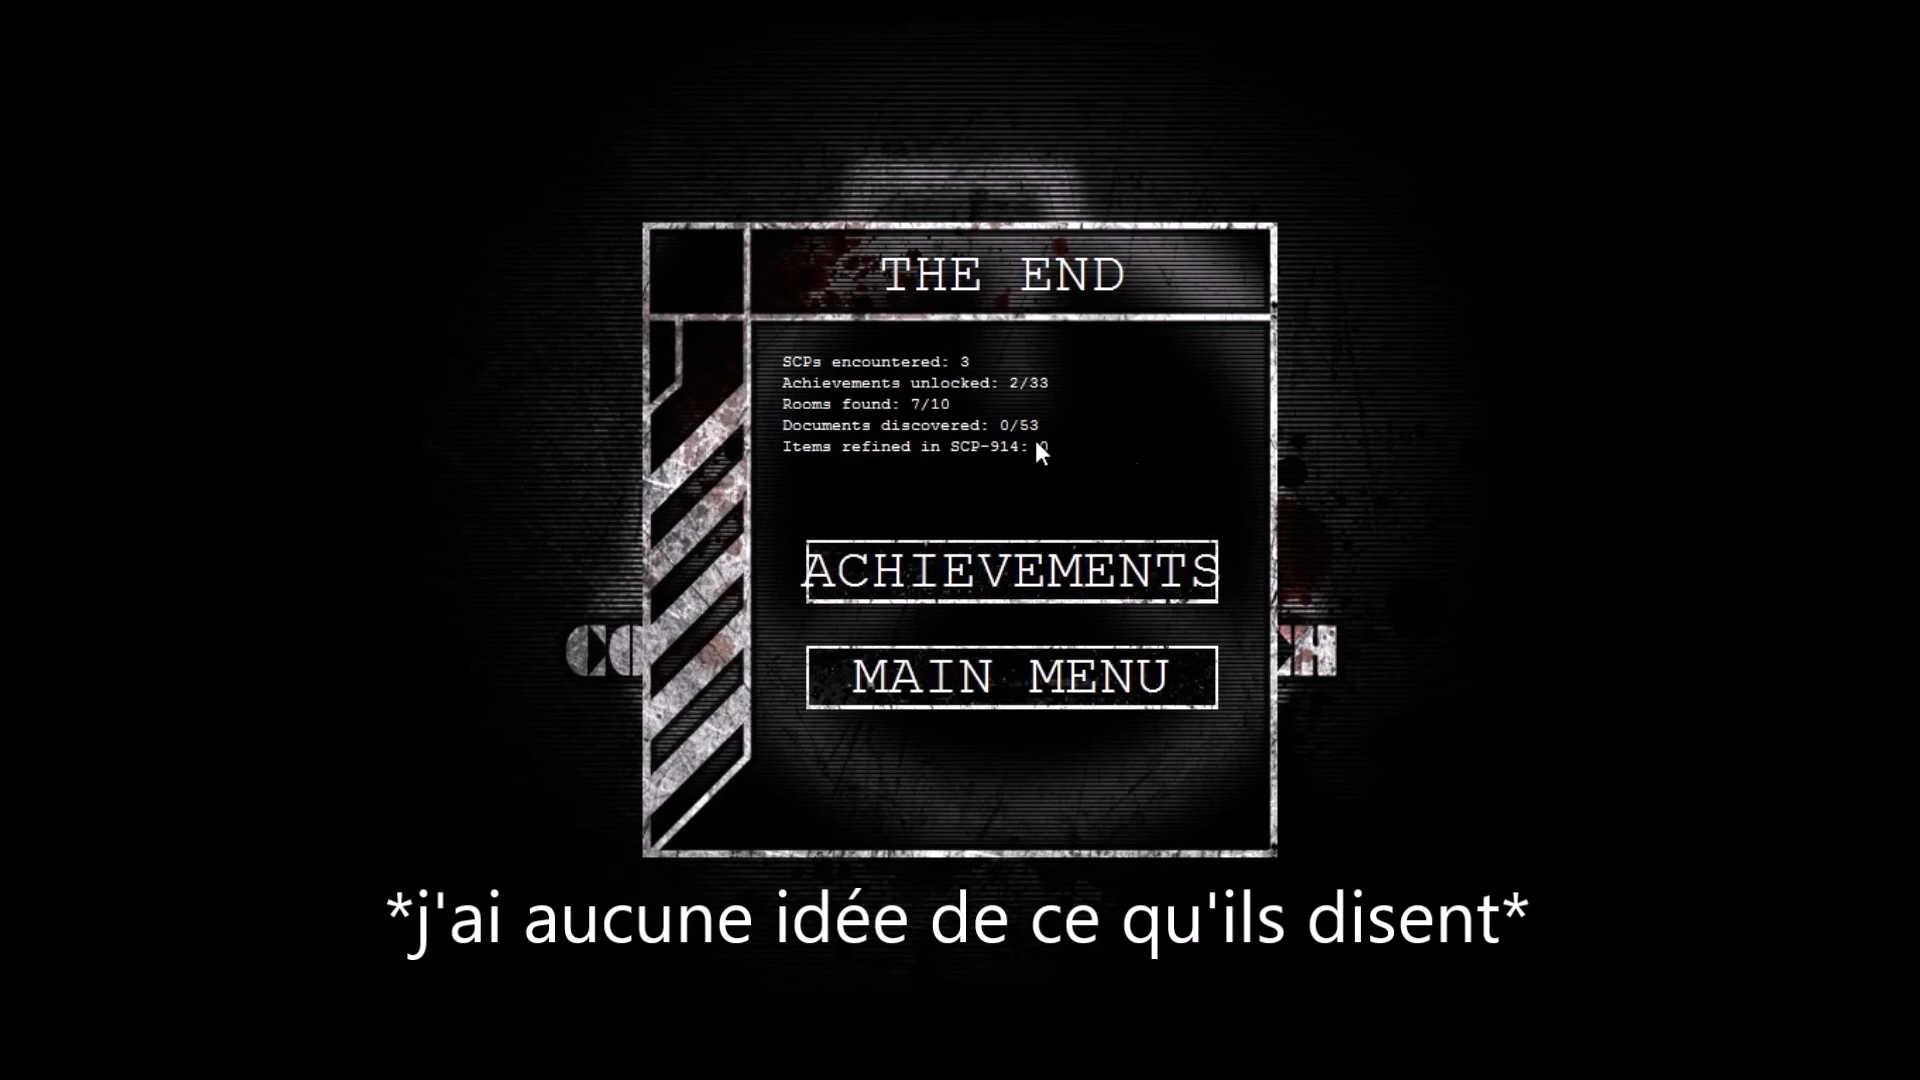 THE END
SCPs encountered: 3
Achievements unlocked: 2/33
Rooms found: 7/10
Documents discovered: 0/53
Items refined in SCP-914: 0
ACHIEVEMENTS
MAIN MENU
*j'ai aucune idée de ce qu'ils disent*